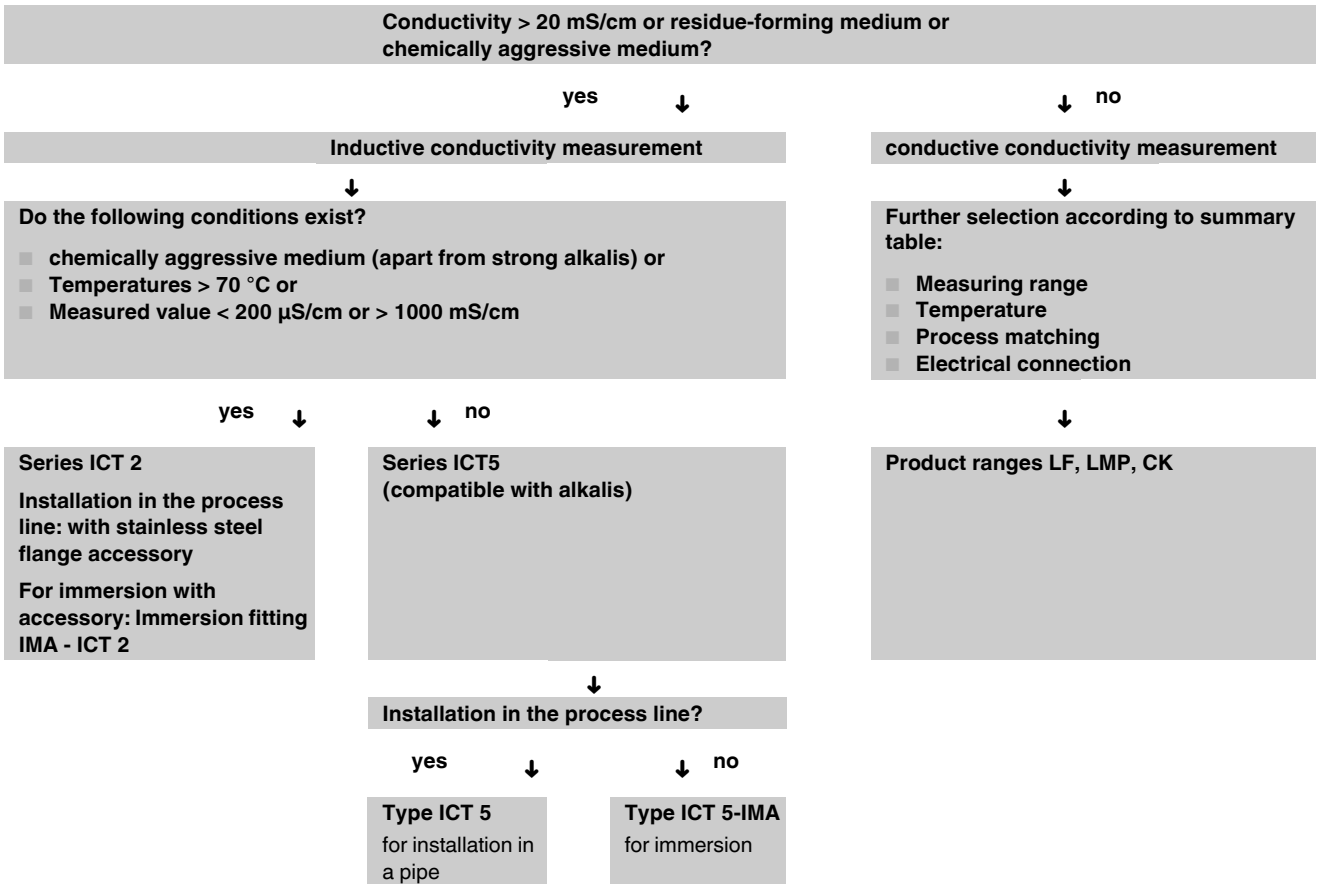 Conductivity > 20 mS/cm or residue-forming medium or
chemically aggressive medium?
yes
no
Inductive conductivity measurement
conductive conductivity measurement
Do the following conditions exist?
chemically aggressive medium (apart from strong alkalis) or
Temperatures > 70 °C or
Measured value < 200 µS/cm or > 1000 mS/cm
Further selection according to summary
table:
Measuring range
Temperature
Process matching
Electrical connection
yes
no
Series ICT 2
Installation in the process
line: with stainless steel
flange accessory
For immersion with
accessory: Immersion fitting
IMA - ICT 2
Series ICT5
(compatible with alkalis)
Product ranges LF, LMP, CK
Installation in the process line?
yes
no
Type ICT 5
for installation in
a pipe
Type ICT 5-IMA
for immersion